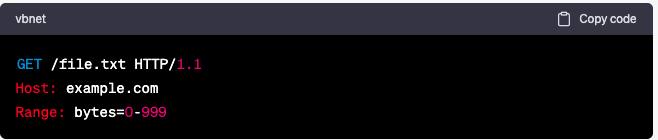 vbnet Copy code
GET /file.txt HTTP/1.1
Host: example.com
Range: bytes=0-999